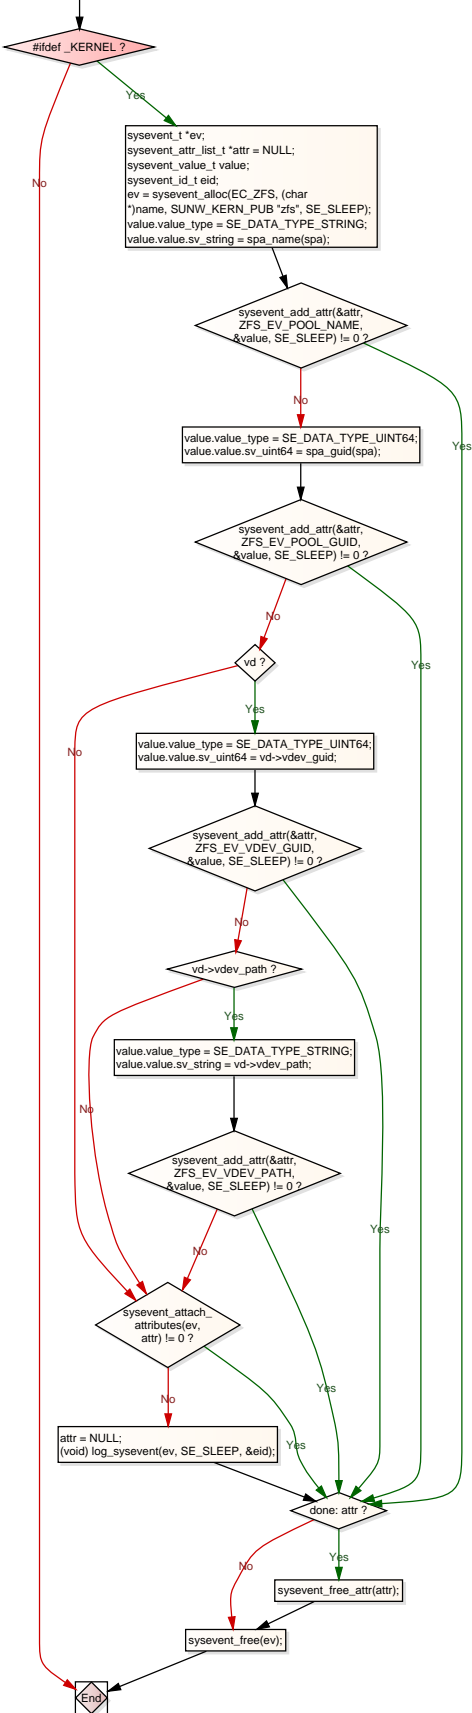 #ifdef _KERNEL ?
Yes
No
sysevent_t *ev;
sysevent_attr_list_t *attr = NULL;
sysevent_value_t value;
sysevent_id_t eid;
ev = sysevent_alloc(EC_ZFS, (char
*)name, SUNW_KERN_PUB "zfs", SE_SLEEP);
value.value_type = SE_DATA_TYPE_STRING;
value.value.sv_string = spa_name(spa);
sysevent_add_attr(&attr,
ZFS_EV_POOL_NAME,
&value, SE_SLEEP) != 0 ?
No
Yes
value.value_type = SE_DATA_TYPE_UINT64;
value.value.sv_uint64 = spa_guid(spa);
sysevent_add_attr(&attr,
ZFS_EV_POOL_GUID,
&value, SE_SLEEP) != 0 ?
No
Yes
vd ?
Yes
No
value.value_type = SE_DATA_TYPE_UINT64;
value.value.sv_uint64 = vd->vdev_guid;
sysevent_add_attr(&attr,
ZFS_EV_VDEV_GUID,
&value, SE_SLEEP) != 0 ?
No
vd->vdev_path ?
Yes
value.value_type = SE_DATA_TYPE_STRING;
value.value.sv_string = vd->vdev_path;
No
sysevent_add_attr(&attr,
ZFS_EV_VDEV_PATH,
&value, SE_SLEEP) != 0 ?
Yes
No
sysevent_attach_
attributes(ev,
attr) != 0 ?
Yes
No
attr = NULL;
(void) log_sysevent(ev, SE_SLEEP, &eid);
Yes
done: attr ?
Yes
No
sysevent_free_attr(attr);
sysevent_free(ev);
End